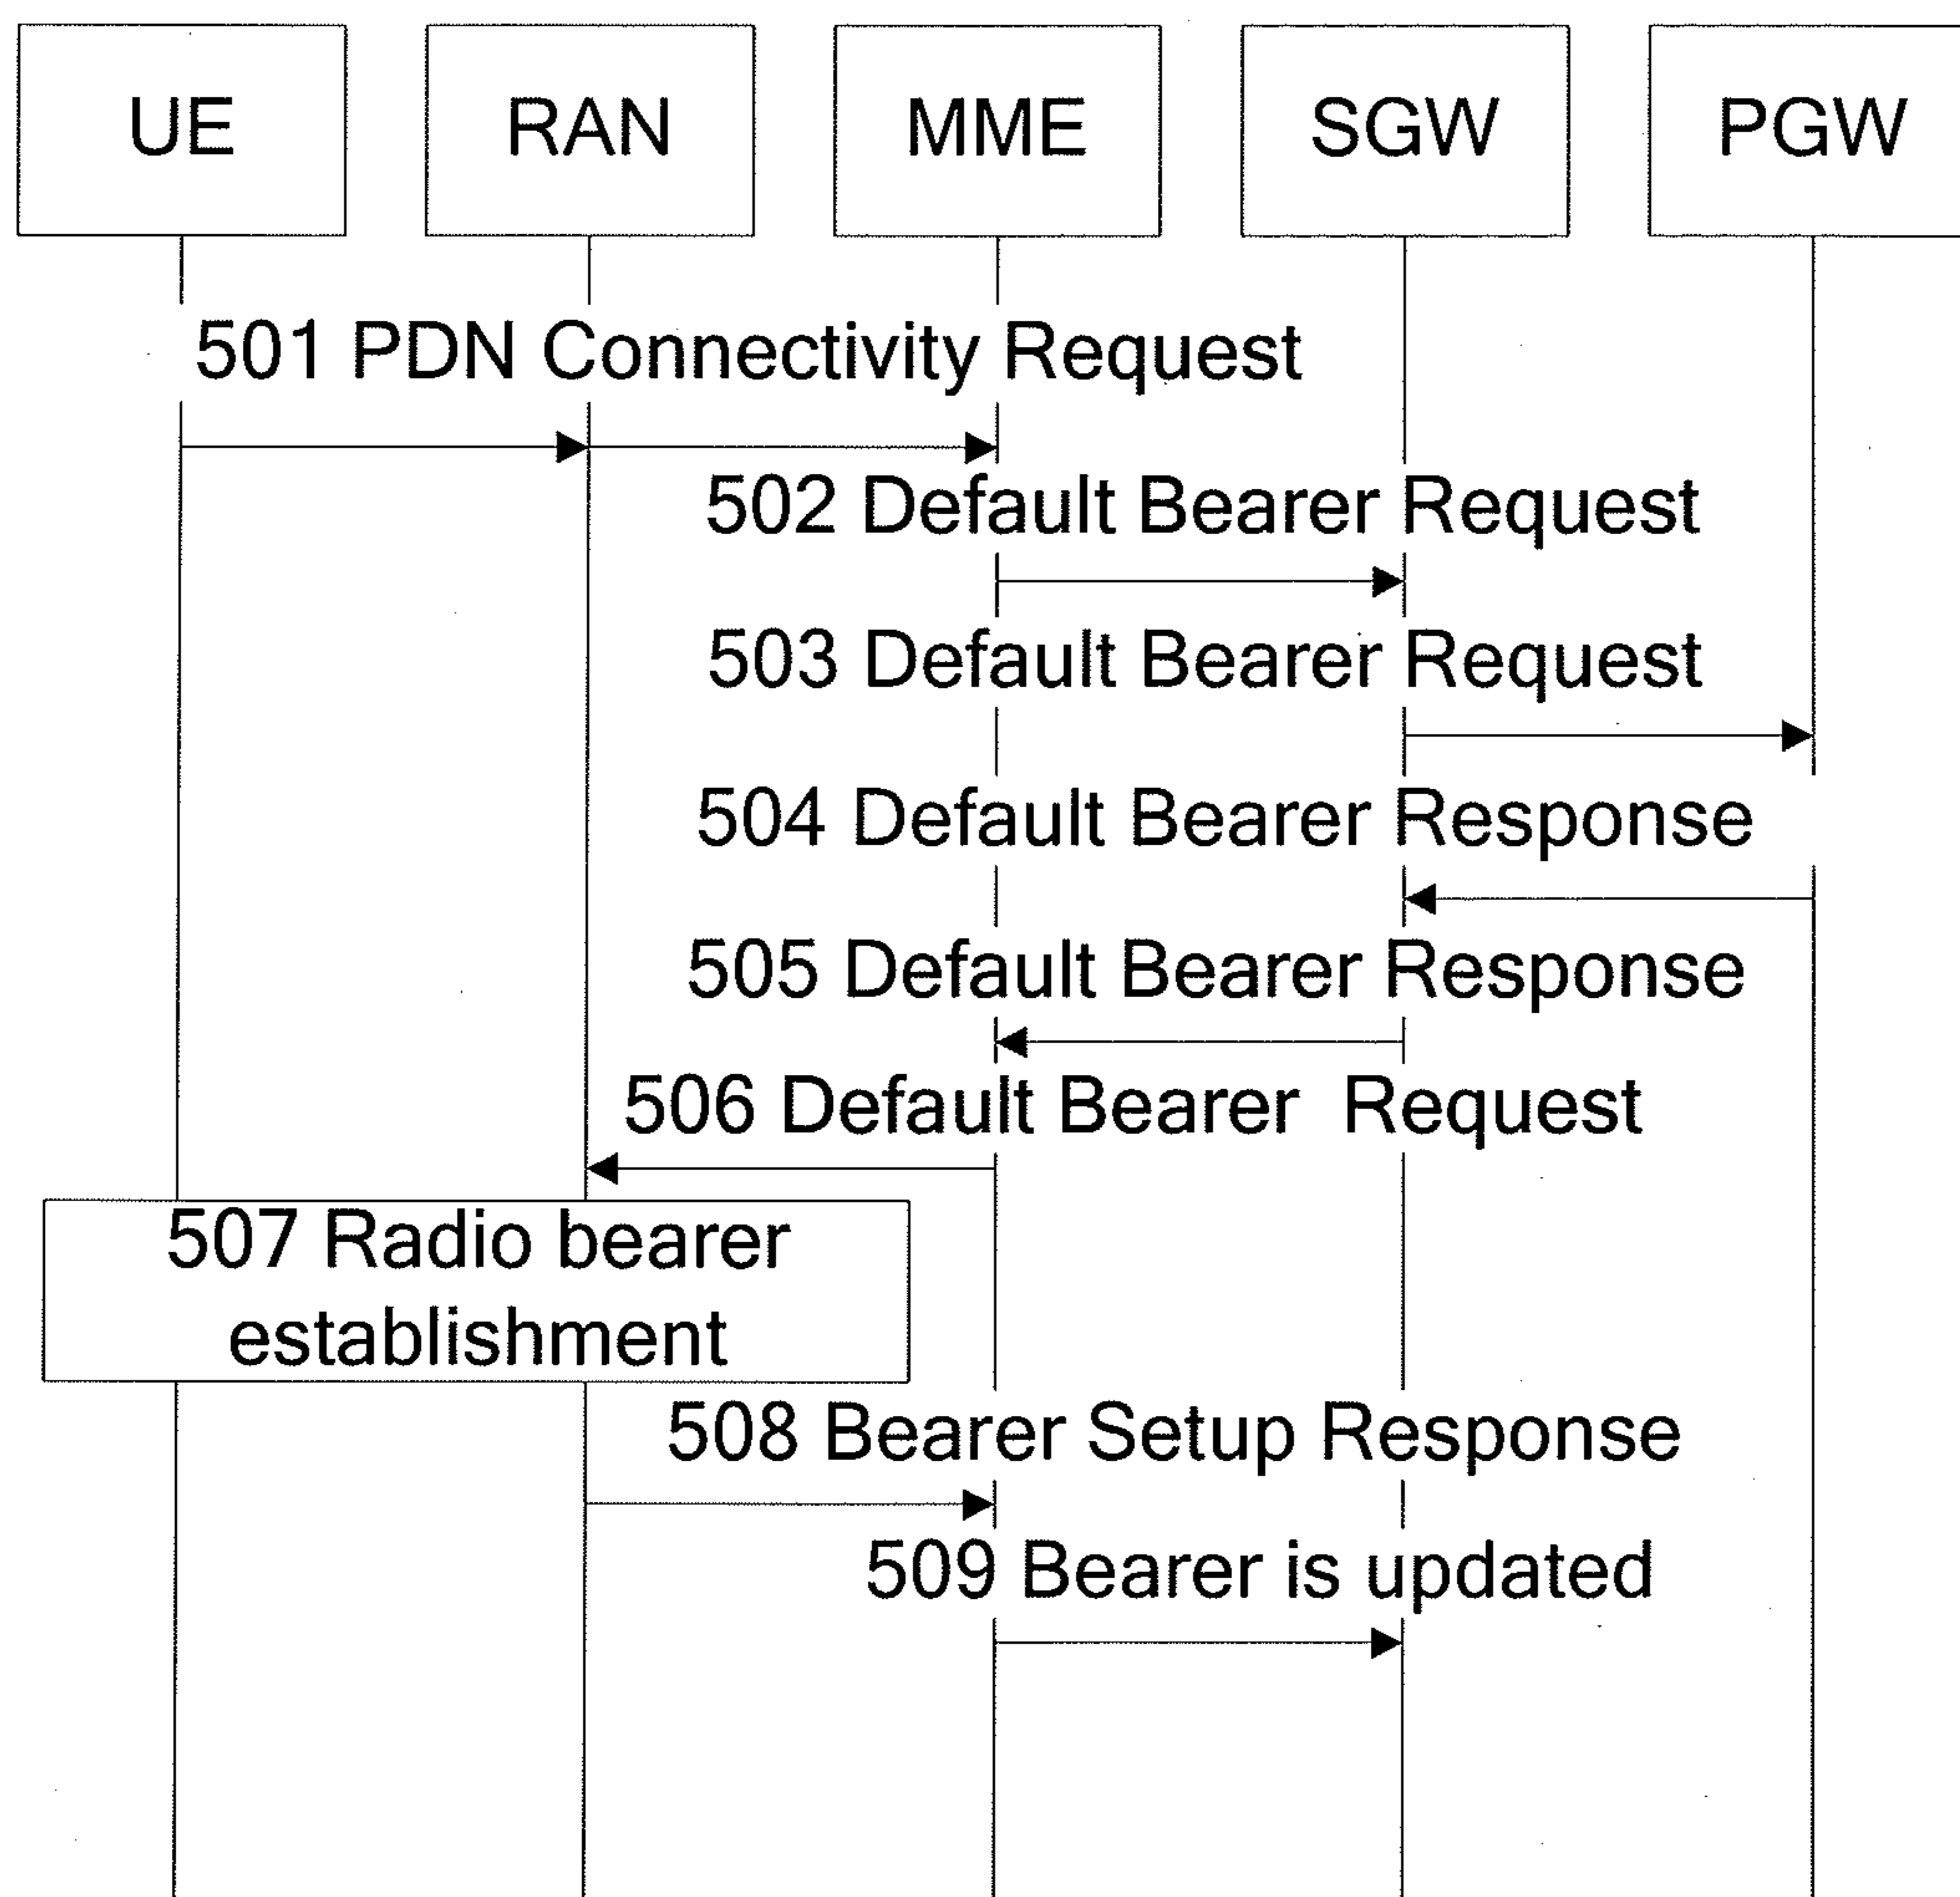 UE RAN MME SGW PGW
501 PDN Connectivity Request
502 Default Bearer Request
503 Default Bearer Request
504 Default Bearer Response
505 Default Bearer Response
506 Default Bearer Request
507 Radio bearer
establishment
508 Bearer Setup Response
509 Bearer is updated